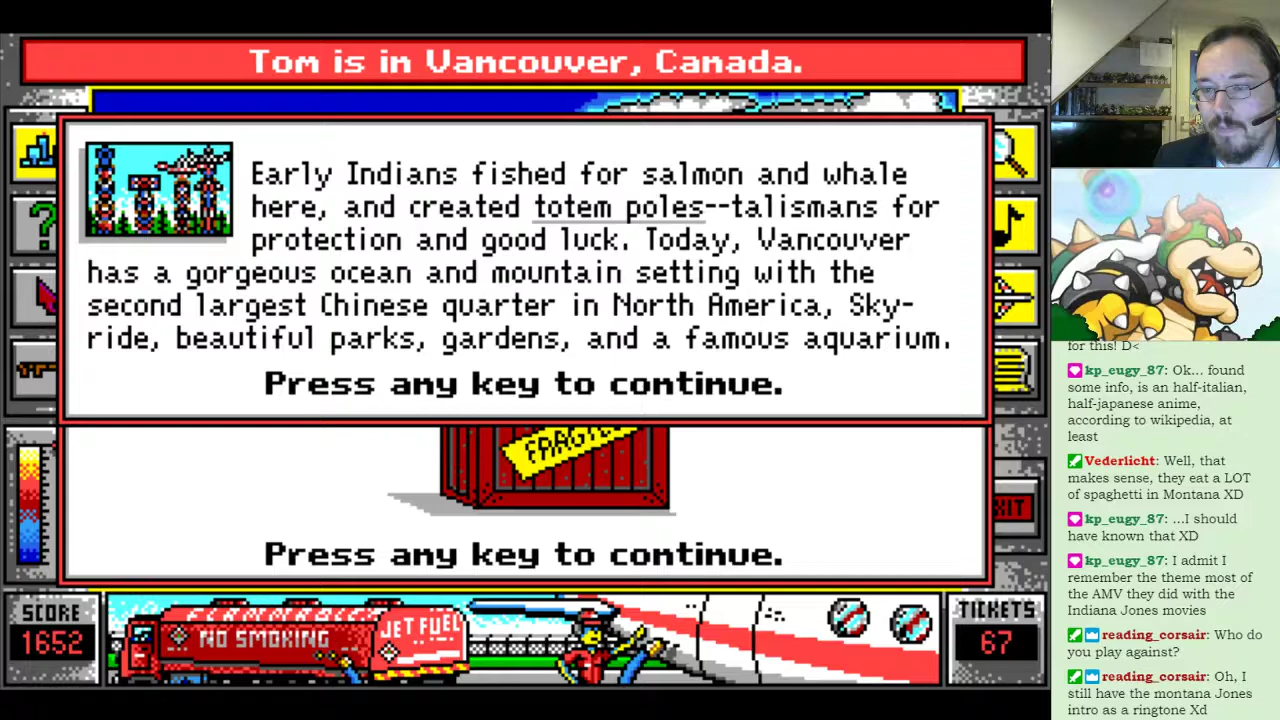 Tom is in Vancouver, Canada.
Early Indians fished for salmon and whale
here, and created totem poles--talismans for
protection and good luck. Today, Vancouver
has a gorgeous ocean and mountain setting with the
second largest Chinese quarter in North America, Sky-
ride, beautiful parks, gardens, and a famous aquarium.
Press any key to continue.
FRAGIL
Press any key to continue.
?
XIT
SCORE
1652
NO SMOKING
JET FUEL
TICKETS
67
for this! D<
kp_eugy_87: Ok... found
some info, is an half-italian,
half-japanese anime,
according to wikipedia, at
least
Vederlicht: Well, that
makes sense, they eat a LOT
of spaghetti in Montana XD
kp_eugy_87: ...I should
have known that XD
kp_eugy_87: I admit I
remember the theme most of
the AMV they did with the
Indiana Jones movies
reading_corsair: Who do
you play against?
reading_corsair: Oh, I
still have the montana Jones
intro as a ringtone Xd